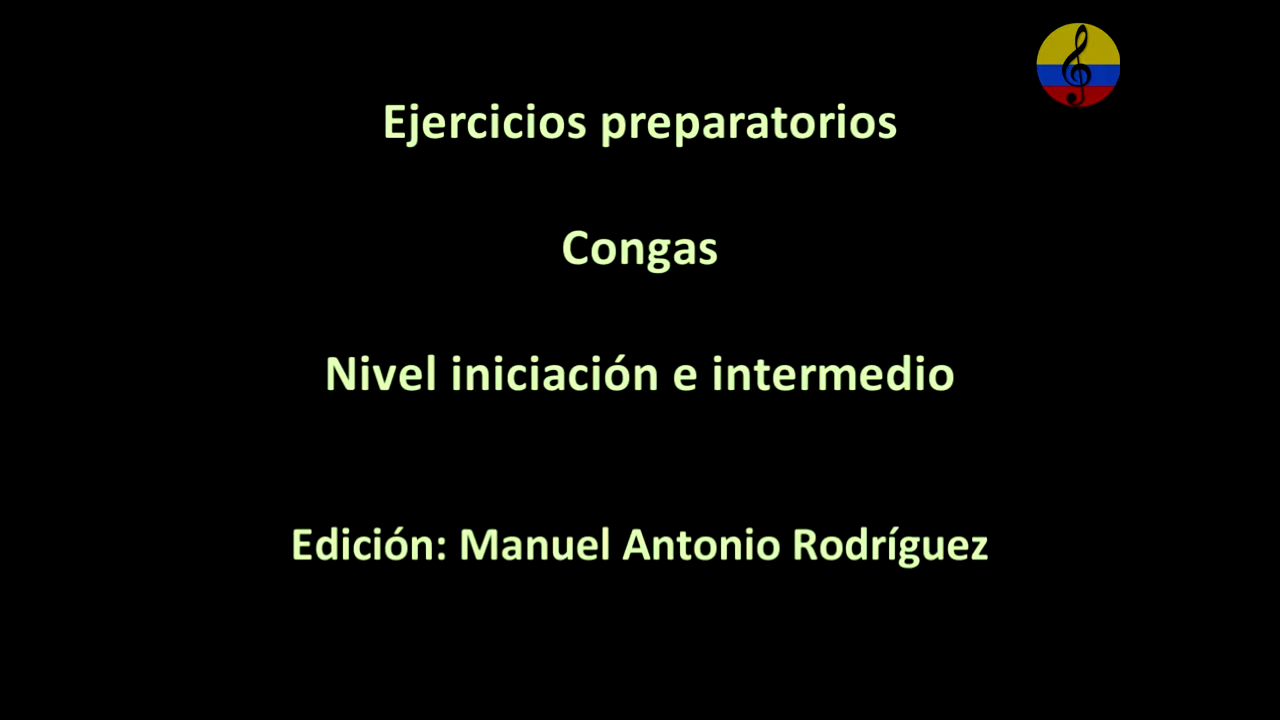 Ejercicios preparatorios
Congas
Nivel iniciación e intermedio
Edición: Manuel Antonio Rodríguez